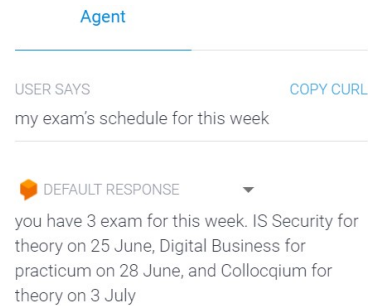 Agent
USER SAYS COPY CURL
my exam's schedule for this week
DEFAULT RESPONSE
you have 3 exam for this week. IS Security for
theory on 25 June, Digital Business for
practicum on 28 June, and Collocqium for
theory on 3 July